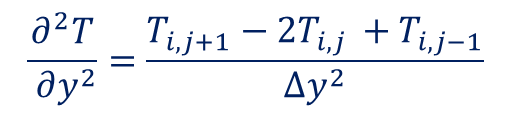 ∂²T/∂y² = (T_{i,j+1} − 2T_{i,j} + T_{i,j−1})/Δy²